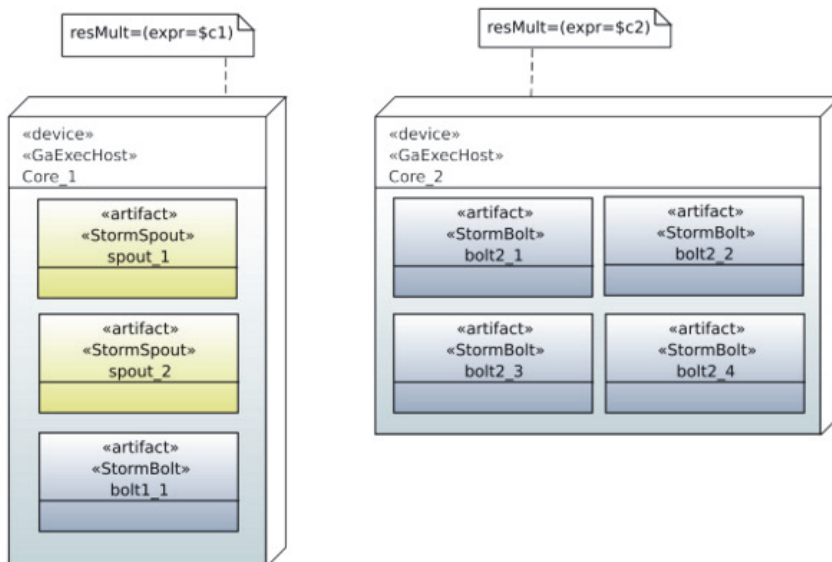 resMult=(expr=$c1)
«device»
«GaExecHost»
Core_1
«artifact»
«StormSpout»
spout_1
«artifact»
«StormSpout»
spout_2
«artifact»
«StormBolt»
bolt1_1
resMult=(expr=$c2)
«device»
«GaExecHost»
Core_2
«artifact»
«StormBolt»
bolt2_1
«artifact»
«StormBolt»
bolt2_2
«artifact»
«StormBolt»
bolt2_3
«artifact»
«StormBolt»
bolt2_4